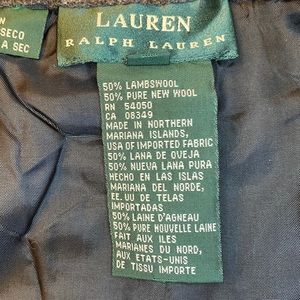 N
SECO
A SEC
LAUREN
RALPH LAUREN
50% LAMBSWOOL
50% PURE NEW WOOL
RN 54050
CA 08349
MADE IN NORTHERN
MARIANA ISLANDS,
USA OF IMPORTED FABRIC
50% LANA DE OVEJA
50% NUEVA LANA PURA
HECHO EN LAS ISLAS
MARIANA DEL NORDE,
EE. UU DE TELAS
IMPORTADAS
50% LAINE D'AGNEAU
50% PURE NOUVELLE LAINE
FAIT AUX ILES
MARIANES DU NORD,
AUX ETATS-UNIS
DE TISSU IMPORTE